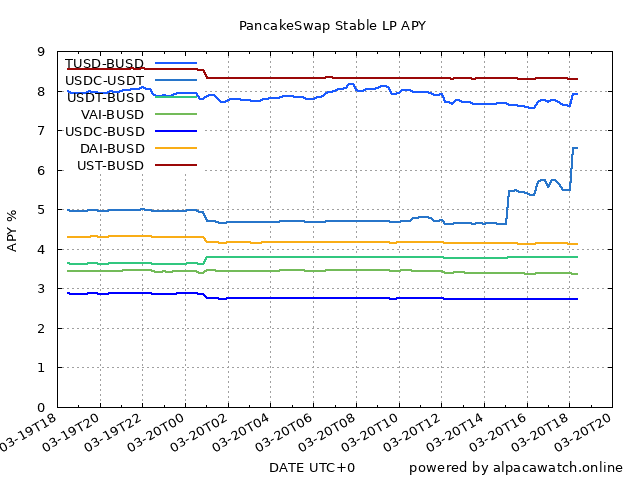 PancakeSwap Stable LP APY
9
8
7
6
5
4
3
2
1
0
APY %
TUSD-BUSD
USDC-USDT
USDT-BUSD
VAI-BUSD
USDC-BUSD
DAI-BUSD
UST-BUSD
03-19T18
03-19T20
03-19T22
03-20T00
03-20T02
03-20T04
03-20T06
03-20T08
03-20T10
03-20T12
03-20T14
03-20T16
03-20T18
03-20T20
DATE UTC+0
powered by alpacawatch.online